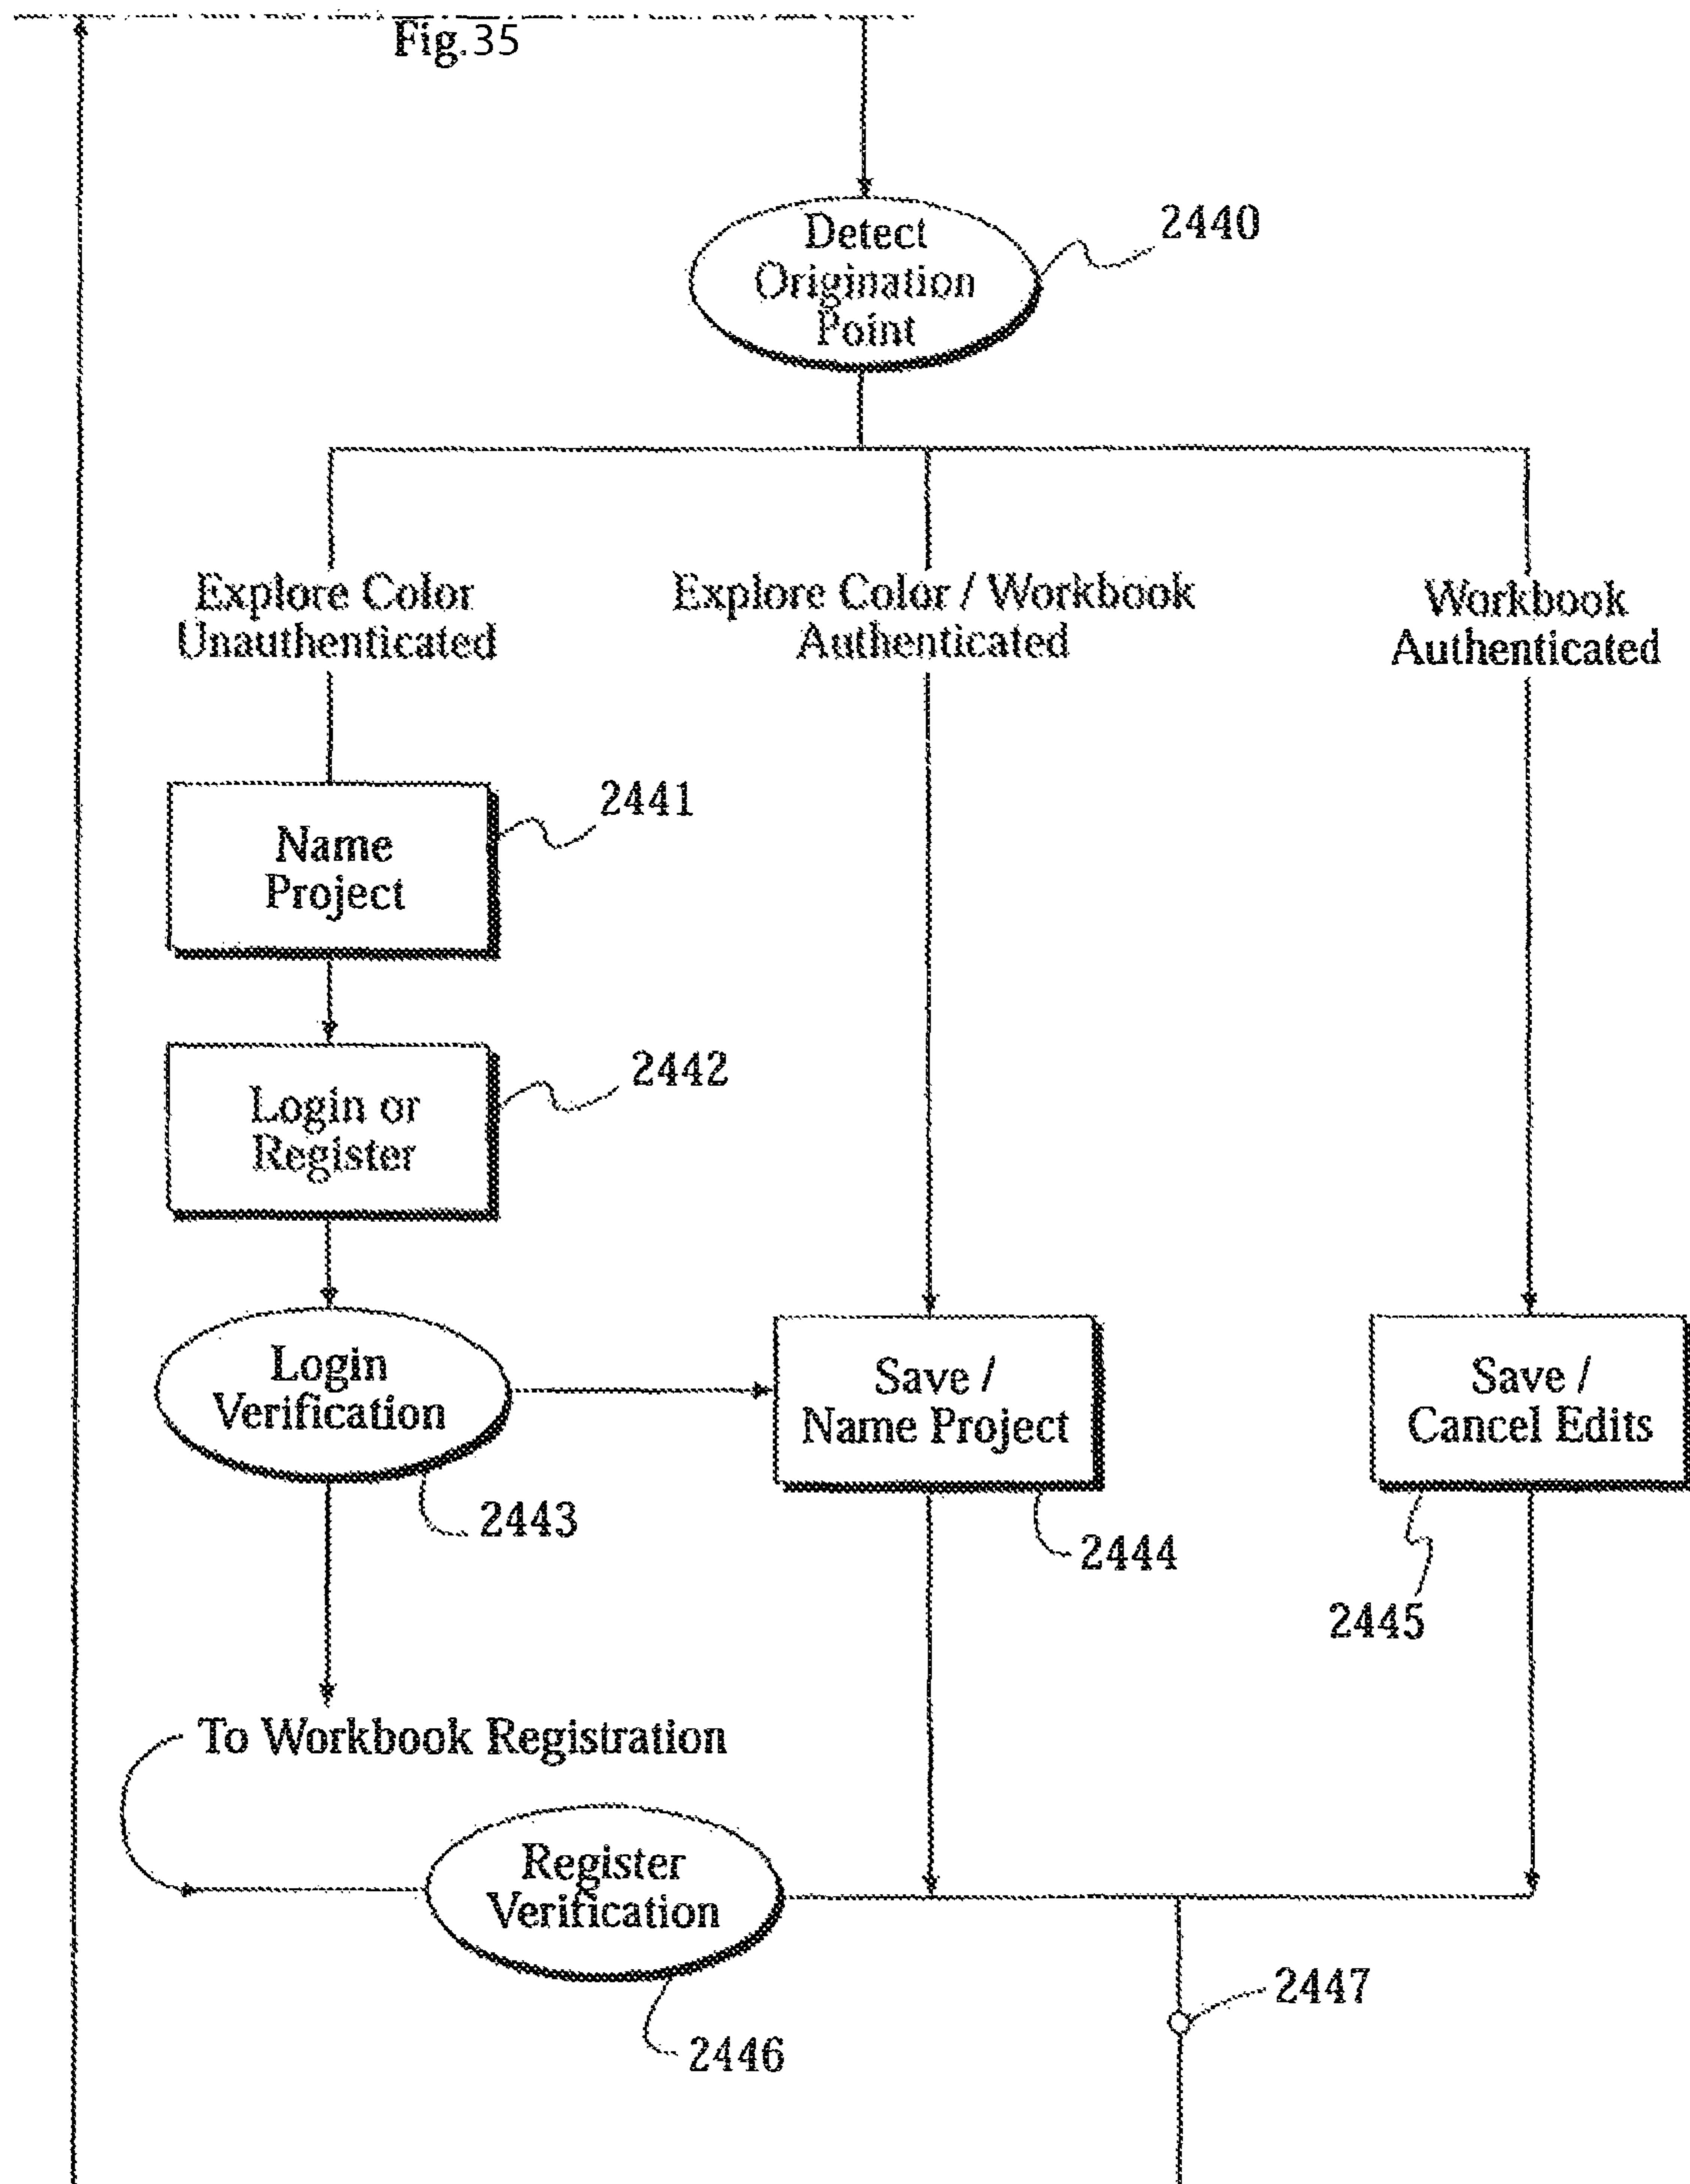 Fig.35
Detect
Origination
Point
2440
Explore Color
Unauthenticated
Explore Color / Workbook
Authenticated
Workbook
Authenticated
Name
Project
2441
Login or
Register
2442
Login
Verification
2443
Save /
Name Project
2444
Save /
Cancel Edits
2445
To Workbook Registration
Register
Verification
2446
2447